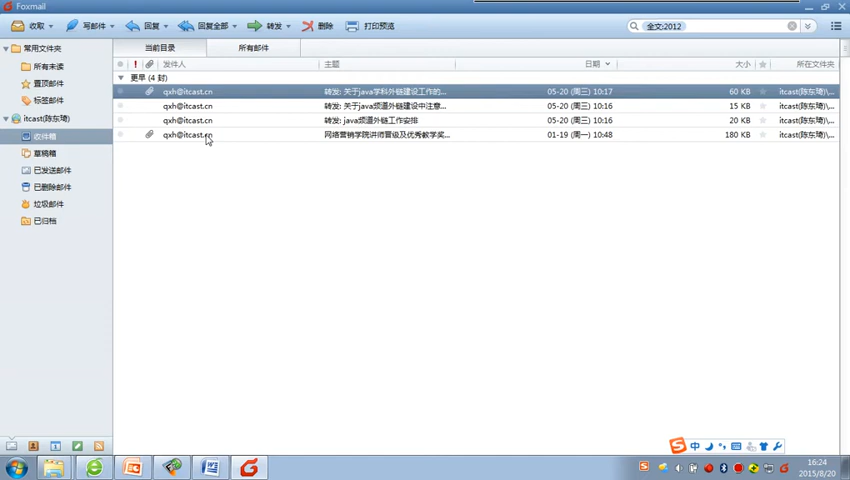 Foxmail
收取 写邮件 回复 回复全部 转发 删除 打印预览 全文:2012
常用文件夹 当前目录 所有邮件
所有未读 发件人 主题 日期 大小 所在文件夹
置顶邮件 更早 (4 封)
标签邮件 qxh@itcast.cn 转发: 关于java学科外链建设工作的... 05-20 (周三) 10:17 60 KB itcast(陈东琦)\...
itcast(陈东琦) qxh@itcast.cn 转发: 关于java频道外链建设中注意... 05-20 (周三) 10:16 15 KB itcast(陈东琦)\...
收件箱 qxh@itcast.cn 转发: java频道外链工作安排 05-20 (周三) 10:16 20 KB itcast(陈东琦)\...
草稿箱 qxh@itcast.cn 网络营销学院讲师晋级及优秀教学奖... 01-19 (周一) 10:48 180 KB itcast(陈东琦)\...
已发送邮件
已删除邮件
垃圾邮件
已归档
中
16:24
2015/8/20